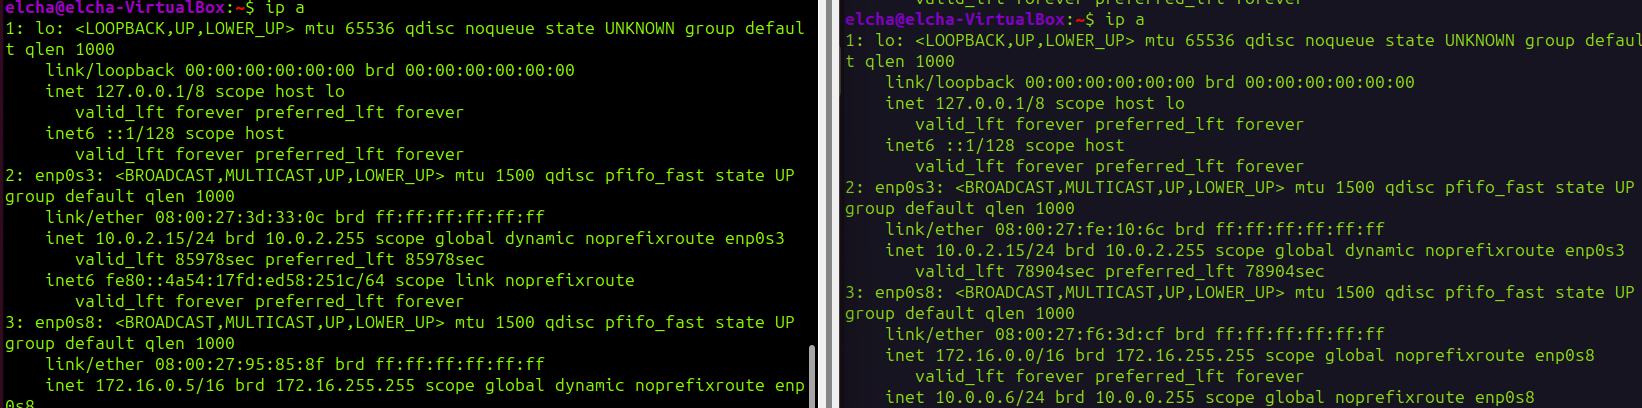 elcha@elcha-VirtualBox:~$ ip a
1: lo: <LOOPBACK,UP,LOWER_UP> mtu 65536 qdisc noqueue state UNKNOWN group defaul
t qlen 1000
    link/loopback 00:00:00:00:00:00 brd 00:00:00:00:00:00
    inet 127.0.0.1/8 scope host lo
       valid_lft forever preferred_lft forever
    inet6 ::1/128 scope host
       valid_lft forever preferred_lft forever
2: enp0s3: <BROADCAST,MULTICAST,UP,LOWER_UP> mtu 1500 qdisc pfifo_fast state UP
group default qlen 1000
    link/ether 08:00:27:3d:33:0c brd ff:ff:ff:ff:ff:ff
    inet 10.0.2.15/24 brd 10.0.2.255 scope global dynamic noprefixroute enp0s3
       valid_lft 85978sec preferred_lft 85978sec
    inet6 fe80::4a54:17fd:ed58:251c/64 scope link noprefixroute
       valid_lft forever preferred_lft forever
3: enp0s8: <BROADCAST,MULTICAST,UP,LOWER_UP> mtu 1500 qdisc pfifo_fast state UP
group default qlen 1000
    link/ether 08:00:27:95:85:8f brd ff:ff:ff:ff:ff:ff
    inet 172.16.0.5/16 brd 172.16.255.255 scope global dynamic noprefixroute enp
0s8
elcha@elcha-VirtualBox:~$ ip a
1: lo: <LOOPBACK,UP,LOWER_UP> mtu 65536 qdisc noqueue state UNKNOWN group defaul
t qlen 1000
    link/loopback 00:00:00:00:00:00 brd 00:00:00:00:00:00
    inet 127.0.0.1/8 scope host lo
       valid_lft forever preferred_lft forever
    inet6 ::1/128 scope host
       valid_lft forever preferred_lft forever
2: enp0s3: <BROADCAST,MULTICAST,UP,LOWER_UP> mtu 1500 qdisc pfifo_fast state UP
group default qlen 1000
    link/ether 08:00:27:fe:10:6c brd ff:ff:ff:ff:ff:ff
    inet 10.0.2.15/24 brd 10.0.2.255 scope global dynamic noprefixroute enp0s3
       valid_lft 78904sec preferred_lft 78904sec
3: enp0s8: <BROADCAST,MULTICAST,UP,LOWER_UP> mtu 1500 qdisc pfifo_fast state UP
group default qlen 1000
    link/ether 08:00:27:f6:3d:cf brd ff:ff:ff:ff:ff:ff
    inet 172.16.0.0/16 brd 172.16.255.255 scope global noprefixroute enp0s8
       valid_lft forever preferred_lft forever
    inet 10.0.0.6/24 brd 10.0.0.255 scope global noprefixroute enp0s8